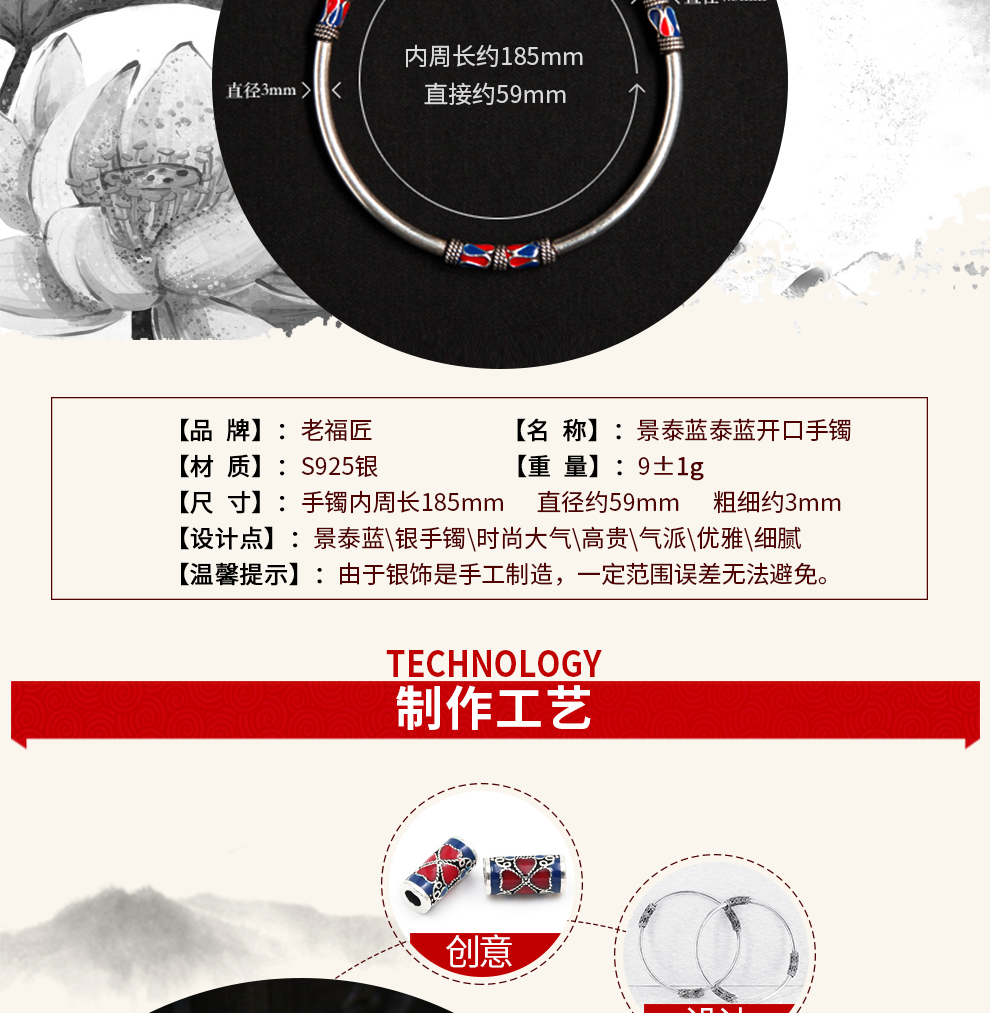 内周长约185mm
直接约59mm
直径3mm
【品 牌】：老福匠 【名 称】：景泰蓝泰蓝开口手镯
【材 质】：S925银 【重 量】：9±1g
【尺 寸】：手镯内周长185mm 直径约59mm 粗细约3mm
【设计点】：景泰蓝\银手镯\时尚大气\高贵\气派\优雅\细腻
【温馨提示】：由于银饰是手工制造，一定范围误差无法避免。
TECHNOLOGY
制作工艺
创意
设计